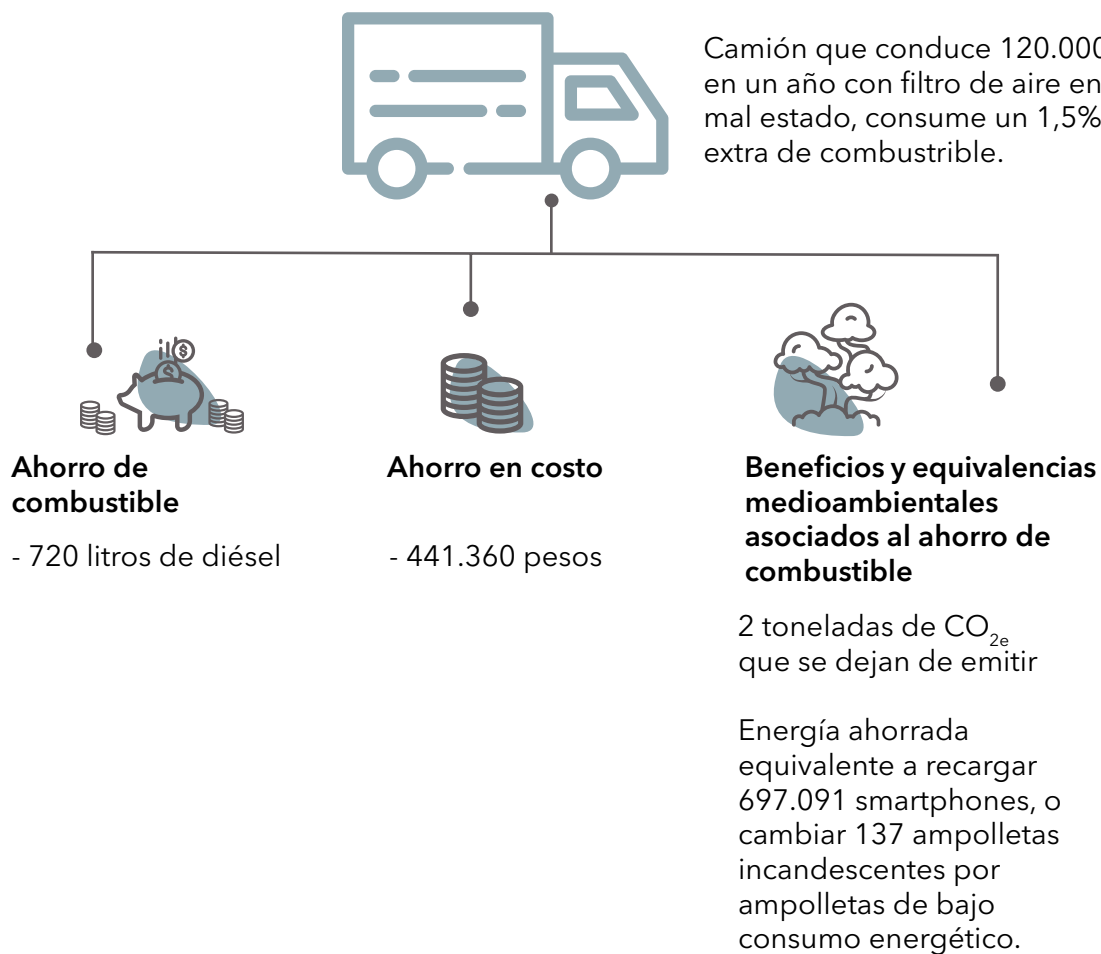 Camión que conduce 120.000
en un año con filtro de aire en
mal estado, consume un 1,5%
extra de combustrible.
Ahorro de
combustible
- 720 litros de diésel
Ahorro en costo
- 441.360 pesos
Beneficios y equivalencias
medioambientales
asociados al ahorro de
combustible
2 toneladas de CO₂ₑ
que se dejan de emitir
Energía ahorrada
equivalente a recargar
697.091 smartphones, o
cambiar 137 ampolletas
incandescentes por
ampolletas de bajo
consumo energético.